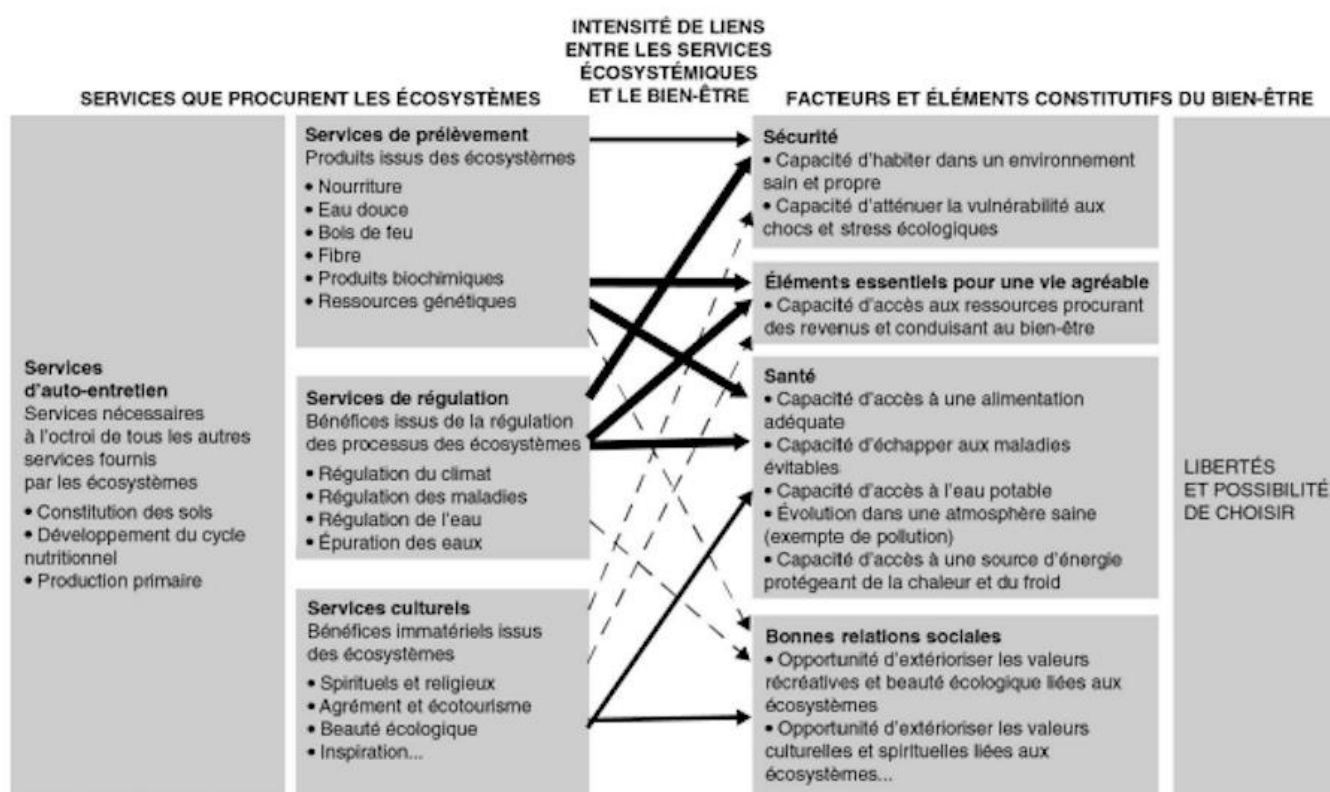 INTENSITÉ DE LIENS
ENTRE LES SERVICES
ÉCOSYSTÉMIQUES
ET LE BIEN-ÊTRE
SERVICES QUE PROCURENT LES ÉCOSYSTÈMES
FACTEURS ET ÉLÉMENTS CONSTITUTIFS DU BIEN-ÊTRE
Services
d'auto-entretien
Services nécessaires
à l'octroi de tous les autres
services fournis
par les écosystèmes
• Constitution des sols
• Développement du cycle
nutritionnel
• Production primaire
Services de prélèvement
Produits issus des écosystèmes
• Nourriture
• Eau douce
• Bois de feu
• Fibre
• Produits biochimiques
• Ressources génétiques
Services de régulation
Bénéfices issus de la régulation
des processus des écosystèmes
• Régulation du climat
• Régulation des maladies
• Régulation de l'eau
• Épuration des eaux
Services culturels
Bénéfices immatériels issus
des écosystèmes
• Spirituels et religieux
• Agrément et écotourisme
• Beauté écologique
• Inspiration...
Sécurité
• Capacité d'habiter dans un environnement
sain et propre
• Capacité d'atténuer la vulnérabilité aux
chocs et stress écologiques
Éléments essentiels pour une vie agréable
• Capacité d'accès aux ressources procurant
des revenus et conduisant au bien-être
Santé
• Capacité d'accès à une alimentation
adéquate
• Capacité d'échapper aux maladies
évitables
• Capacité d'accès à l'eau potable
• Évolution dans une atmosphère saine
(exempte de pollution)
• Capacité d'accès à une source d'énergie
protégeant de la chaleur et du froid
Bonnes relations sociales
• Opportunité d'extérioriser les valeurs
récréatives et beauté écologique liées aux
écosystèmes
• Opportunité d'extérioriser les valeurs
culturelles et spirituelles liées aux
écosystèmes...
LIBERTÉS
ET POSSIBILITÉ
DE CHOISIR